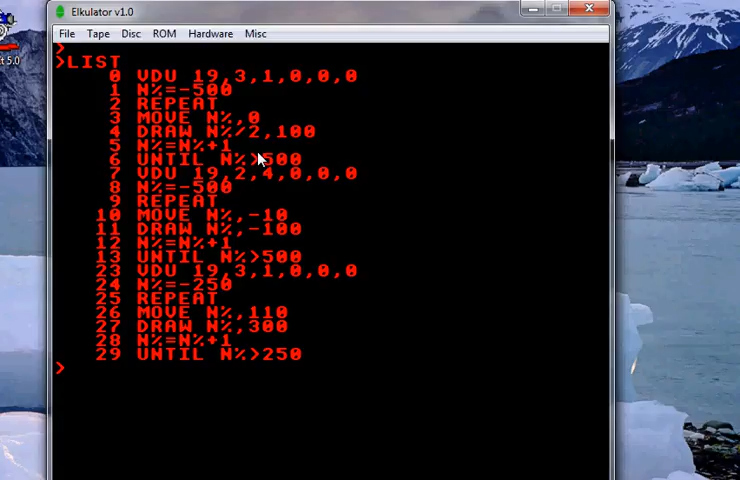 Elkulator v1.0
File Tape Disc ROM Hardware Misc
>
>LIST
0 VDU 19,3,1,0,0,0
1 N%=-500
2 REPEAT
3 MOVE N%,0
4 DRAW N%/2,100
5 N%=N%+1
6 UNTIL N%>500
7 VDU 19,2,4,0,0,0
8 N%=-500
9 REPEAT
10 MOVE N%,-10
11 DRAW N%,-100
12 N%=N%+1
13 UNTIL N%>500
23 VDU 19,3,1,0,0,0
24 N%=-250
25 REPEAT
26 MOVE N%,110
27 DRAW N%,300
28 N%=N%+1
29 UNTIL N%>250
>
ft 5.0